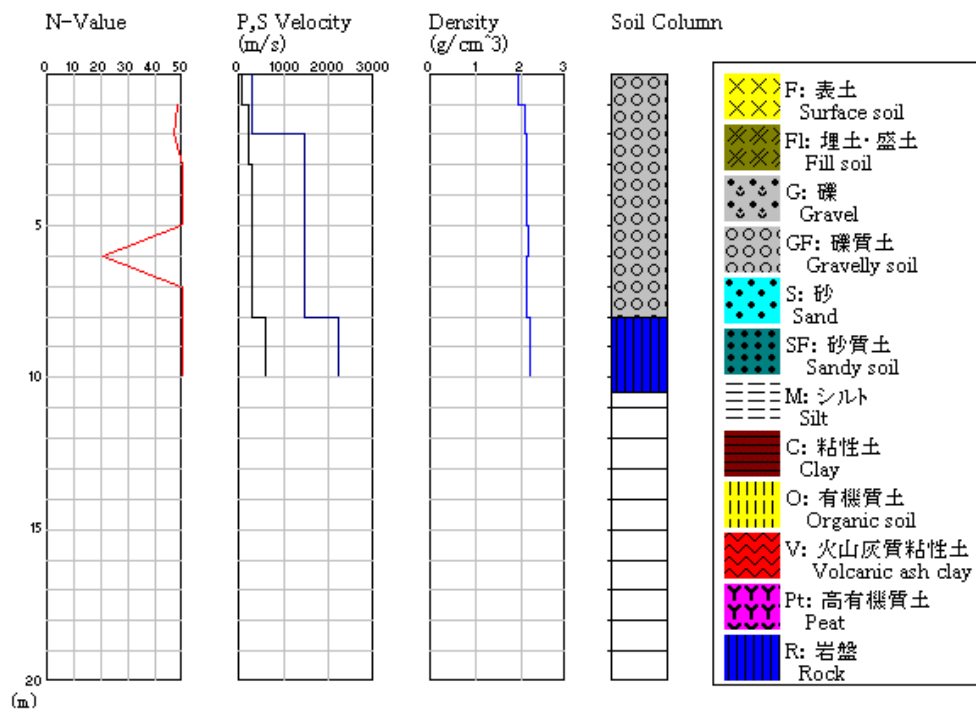 N-Value
P,S Velocity
(m/s)
Density
(g/cm^3)
Soil Column
0 10 20 30 40 50
0 1000 2000 3000
0 1 2 3
5
10
15
20
(m)
F: 表土
Surface soil
Fl: 埋土・盛土
Fill soil
G: 礫
Gravel
GF: 礫質土
Gravelly soil
S: 砂
Sand
SF: 砂質土
Sandy soil
M: シルト
Silt
C: 粘性土
Clay
O: 有機質土
Organic soil
V: 火山灰質粘性土
Volcanic ash clay
Pt: 高有機質土
Peat
R: 岩盤
Rock